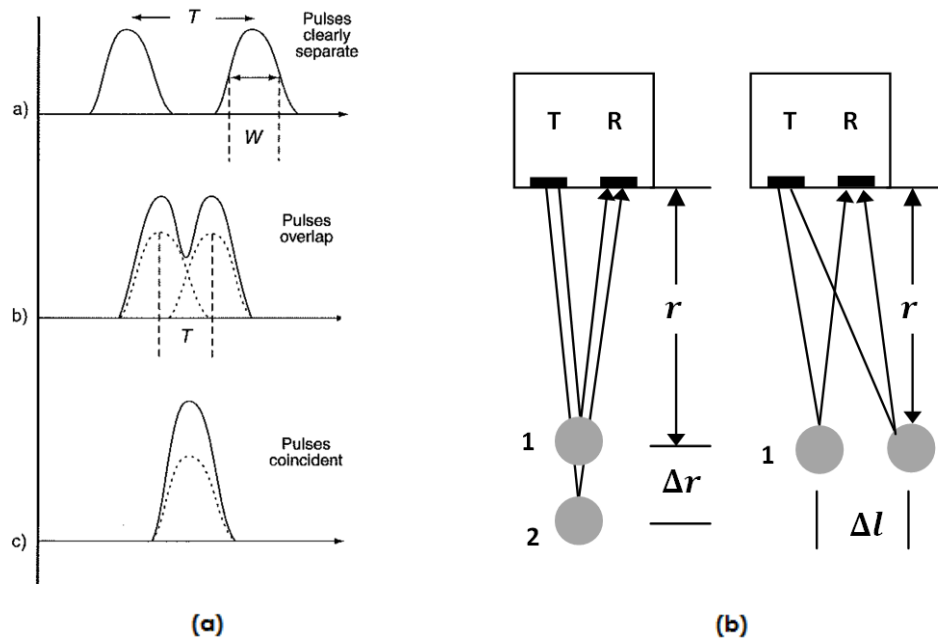 T
Pulses
clearly
separate
a)
W
Pulses
overlap
b)
T
Pulses
coincident
c)
(a)
T R
r
1
Δr
2
T R
r
1
Δl
(b)